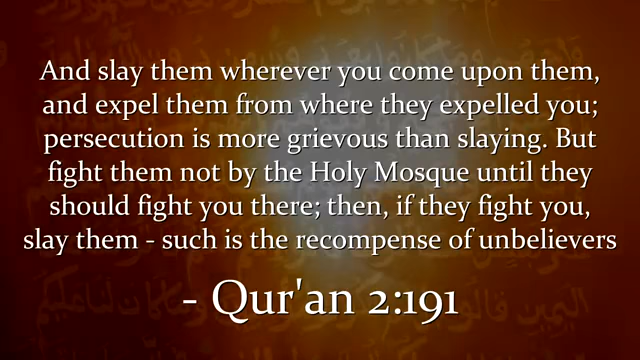 And slay them wherever you come upon them,
and expel them from where they expelled you;
persecution is more grievous than slaying. But
fight them not by the Holy Mosque until they
should fight you there; then, if they fight you,
slay them - such is the recompense of unbelievers
- Qur'an 2:191